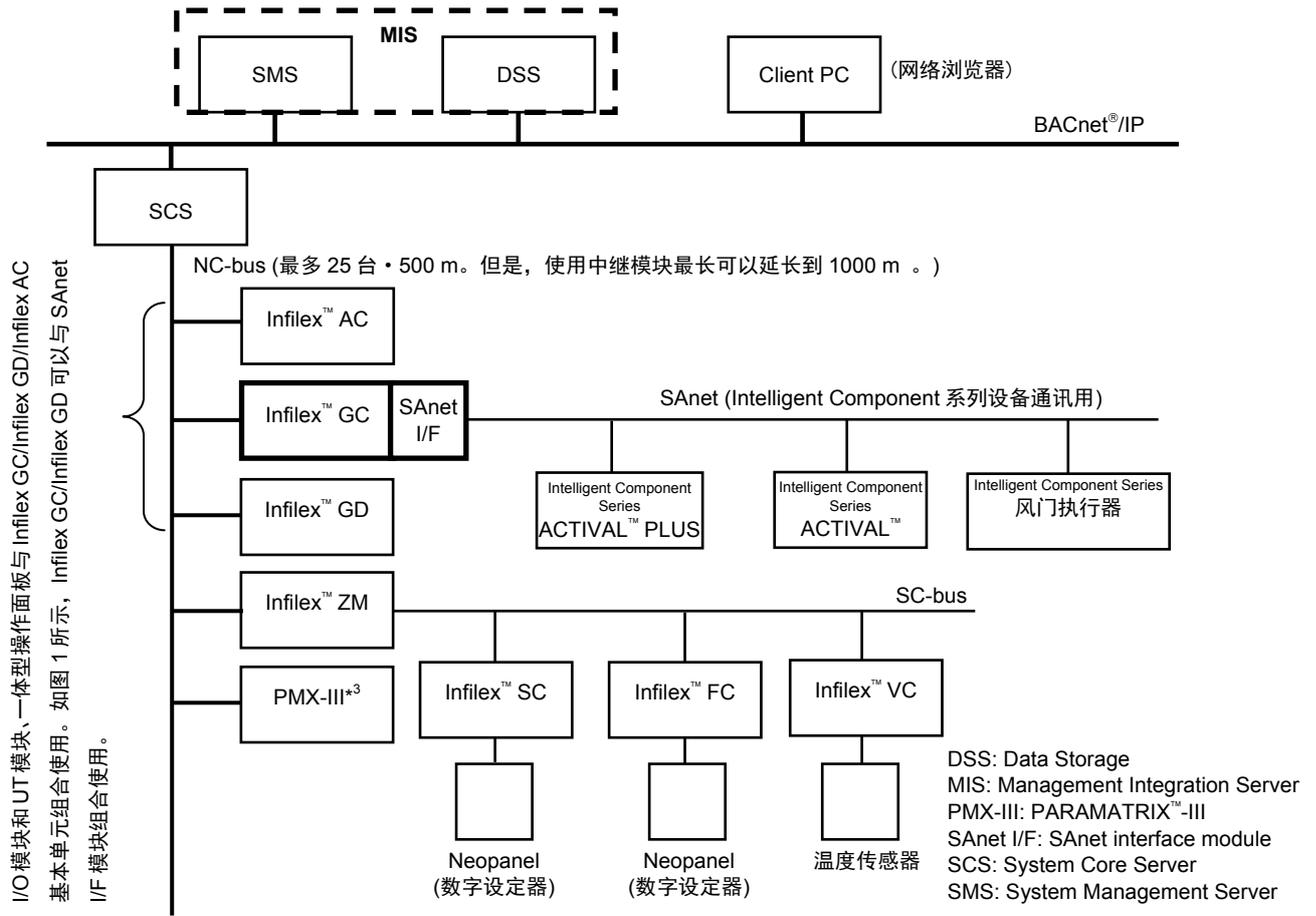 MIS
SMS
DSS
Client PC
(网络浏览器)
BACnet®/IP
SCS
NC-bus (最多 25 台・500 m。但是，使用中继模块最长可以延长到 1000 m 。)
Infilex™ AC
Infilex™ GC
SAnet
I/F
SAnet (Intelligent Component 系列设备通讯用)
Infilex™ GD
Intelligent Component
Series
ACTIVAL™ PLUS
Intelligent Component
Series
ACTIVAL™
Intelligent Component Series
风门执行器
Infilex™ ZM
SC-bus
PMX-III*³
Infilex™ SC
Infilex™ FC
Infilex™ VC
Neopanel
(数字设定器)
Neopanel
(数字设定器)
温度传感器
DSS: Data Storage
MIS: Management Integration Server
PMX-III: PARAMATRIX™-III
SAnet I/F: SAnet interface module
SCS: System Core Server
SMS: System Management Server
I/O 模块和 UT 模块、一体型操作面板与 Infilex GC/Infilex GD/Infilex AC
基本单元组合使用。如图 1 所示，Infilex GC/Infilex GD 可以与 SAnet
I/F 模块组合使用。